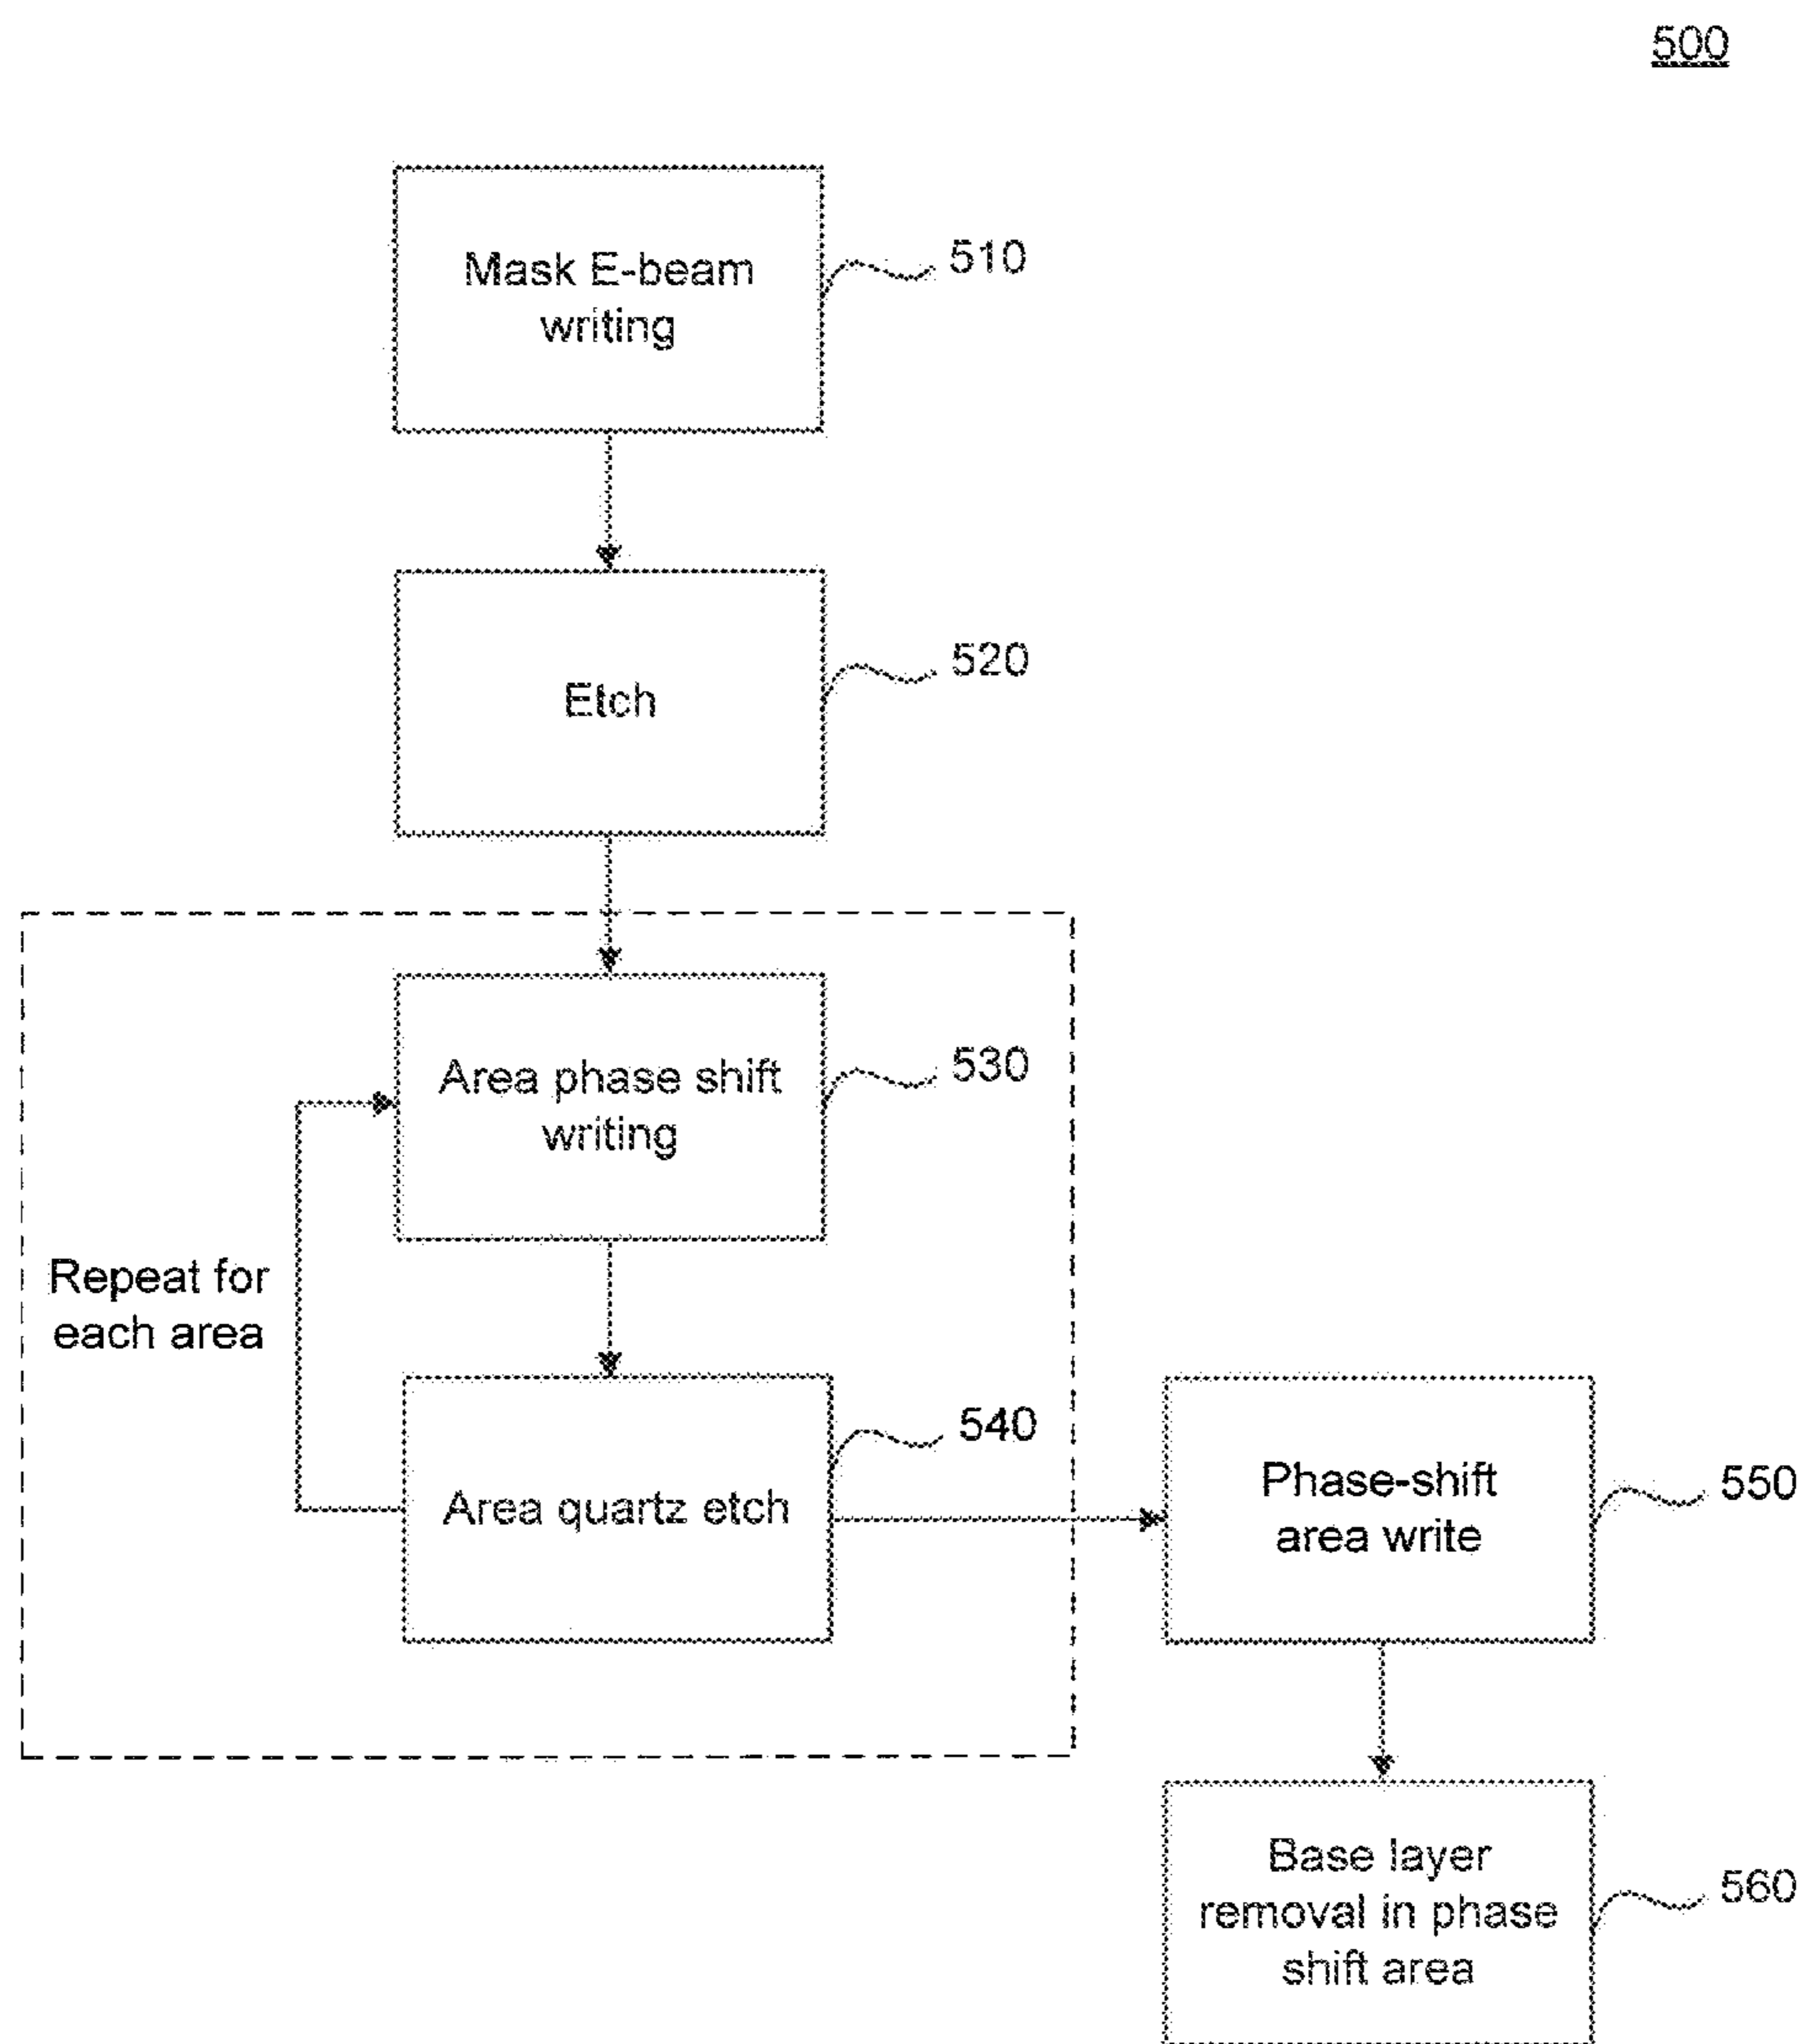 500
Mask E-beam
writing
510
Etch
520
Area phase shift
writing
530
Repeat for
each area
Area quartz etch
540
Phase-shift
area write
550
Base layer
removal in phase
shift area
560